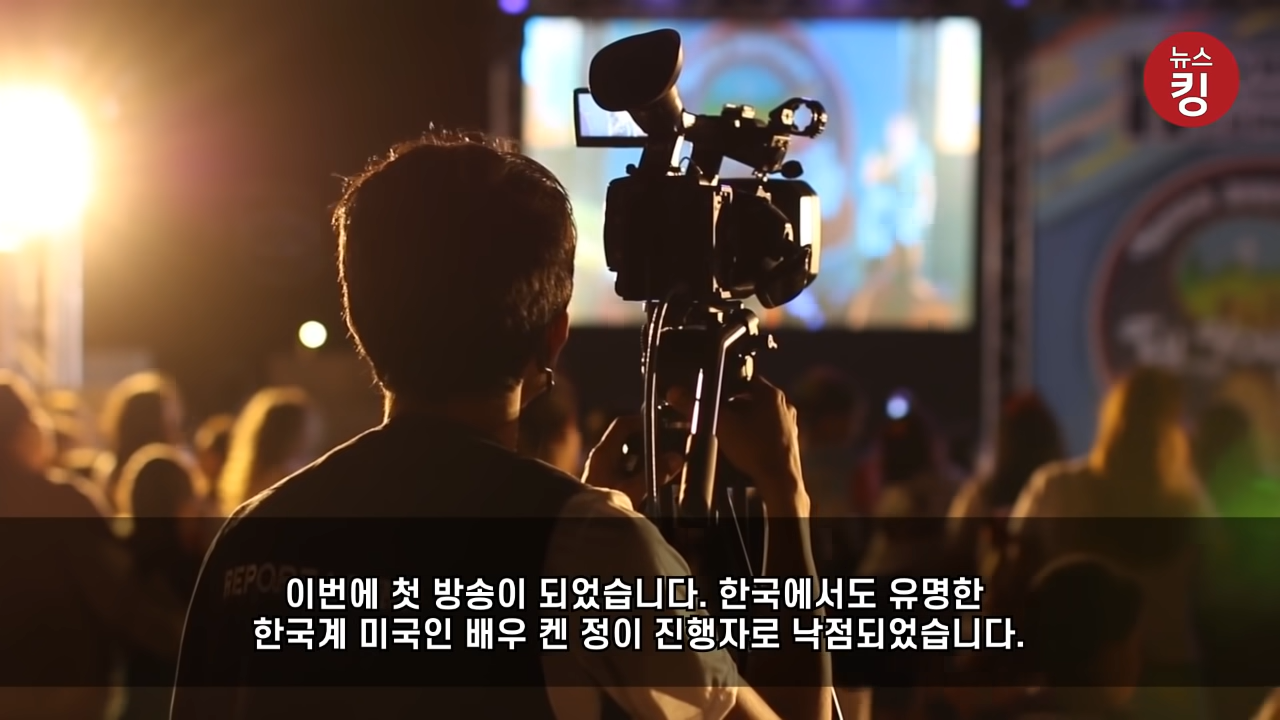 뉴스
킹
REPORT
이번에 첫 방송이 되었습니다. 한국에서도 유명한
한국계 미국인 배우 켄 정이 진행자로 낙점되었습니다.